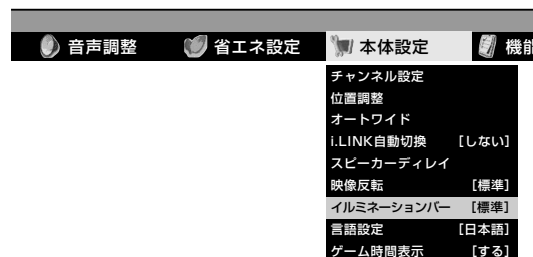 音声調整 省エネ設定 本体設定
チャンネル設定
位置調整
オートワイド
i.LINK自動切換 [しない]
スピーカーディレイ
映像反転 [標準]
イルミネーションバー [標準]
言語設定 [日本語]
ゲーム時間表示 [する]